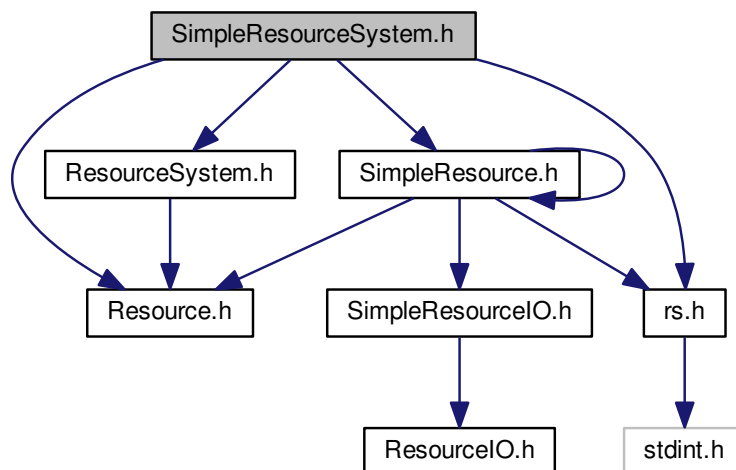 SimpleResourceSystem.h
ResourceSystem.h
SimpleResource.h
Resource.h
SimpleResourceIO.h
rs.h
ResourceIO.h
stdint.h